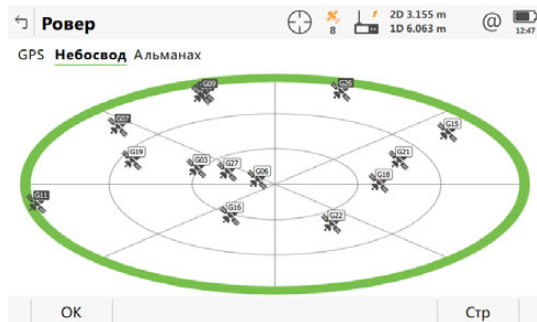 Ровер
8
2D 3.155 m
1D 6.063 m
@
12:47
GPS Небосвод Альманах
G09
G26
G07
G15
G19
G03
G27
G06
G21
G18
G11
G16
G22
OK
Стр